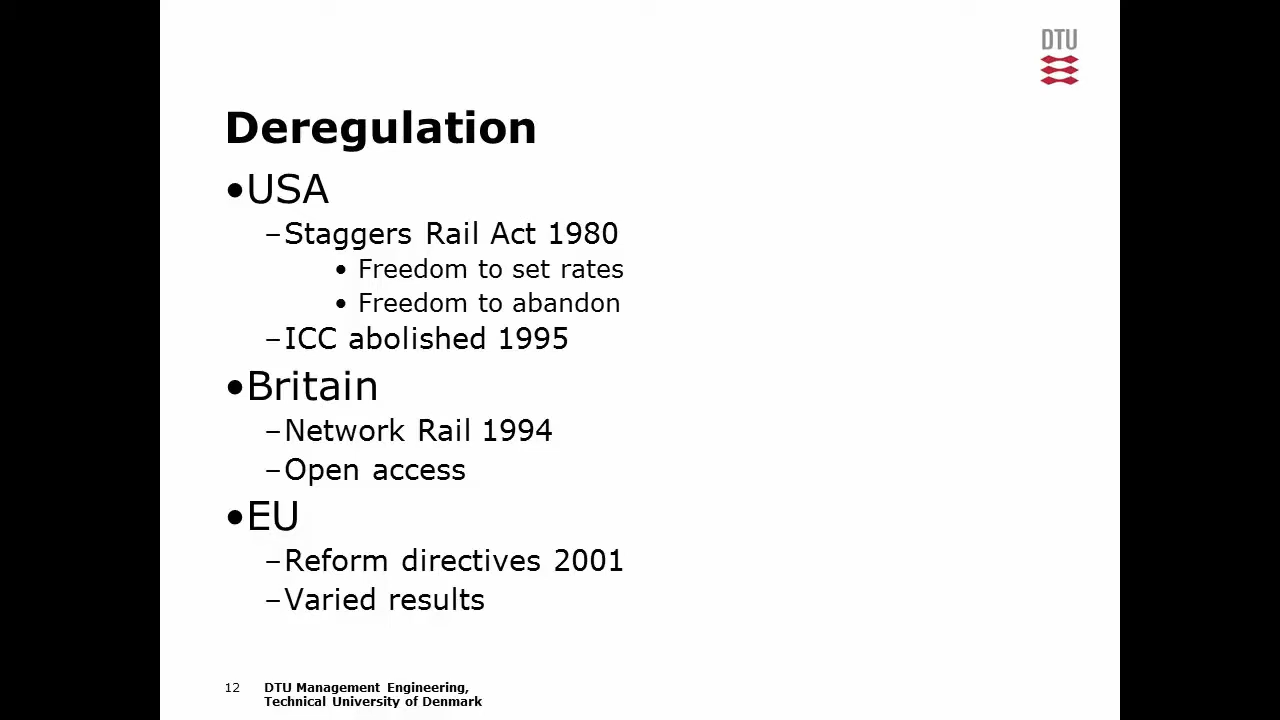 DTU
Deregulation
•USA
–Staggers Rail Act 1980
• Freedom to set rates
• Freedom to abandon
–ICC abolished 1995
•Britain
–Network Rail 1994
–Open access
•EU
–Reform directives 2001
–Varied results
12 DTU Management Engineering,
Technical University of Denmark